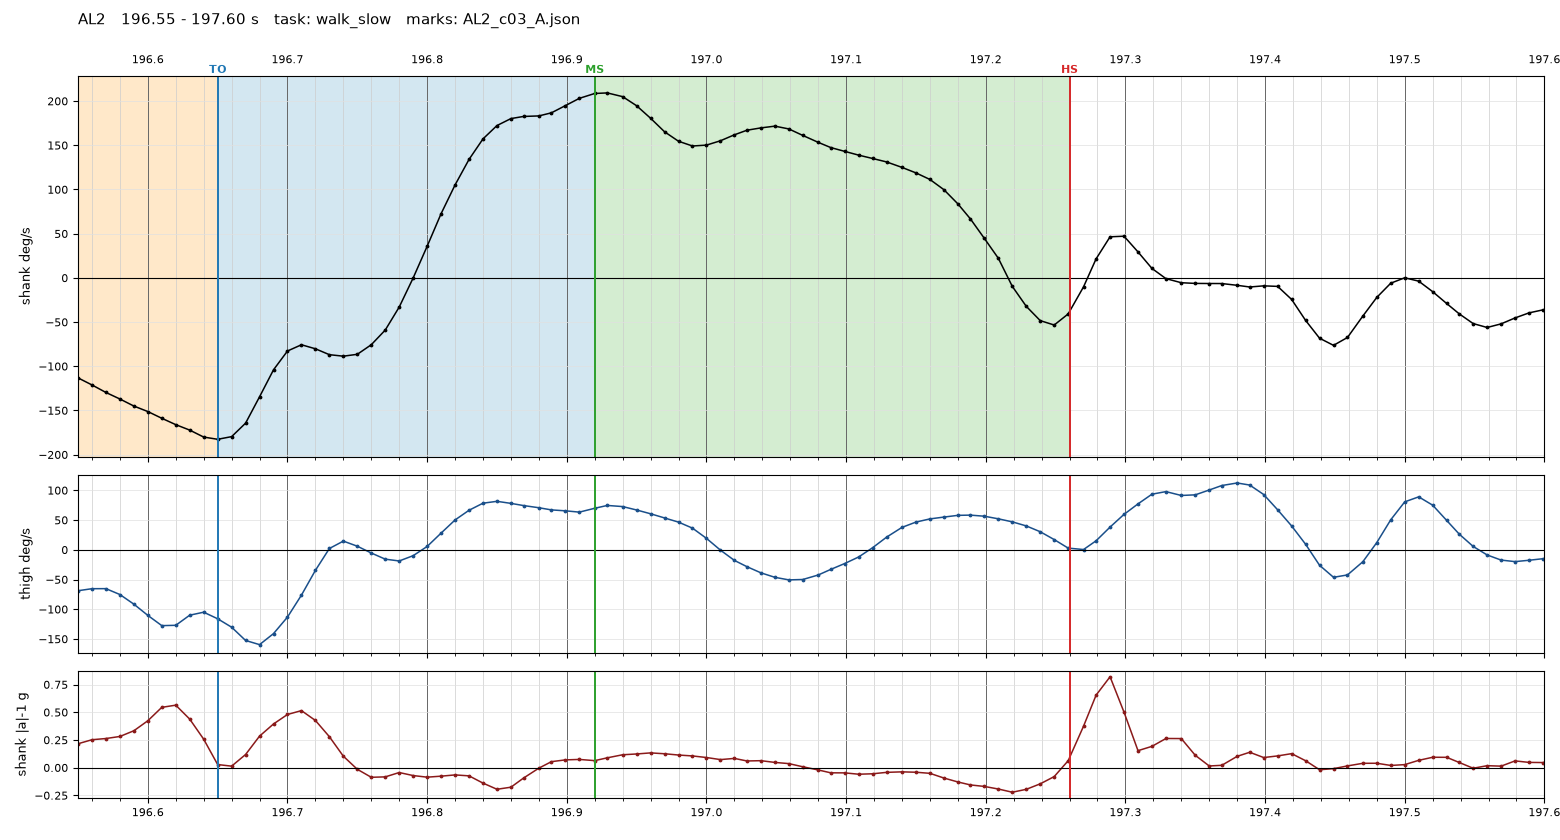 AL2   196.55 - 197.60 s   task: walk_slow   marks: AL2_c03_A.json
196.6 196.7 196.8 196.9 197.0 197.1 197.2 197.3 197.4 197.5 197.6
TO MS HS
shank deg/s
200
150
100
50
0
−50
−100
−150
−200
thigh deg/s
100
50
0
−50
−100
−150
shank |a|-1 g
0.75
0.50
0.25
0.00
−0.25
196.6 196.7 196.8 196.9 197.0 197.1 197.2 197.3 197.4 197.5 197.6